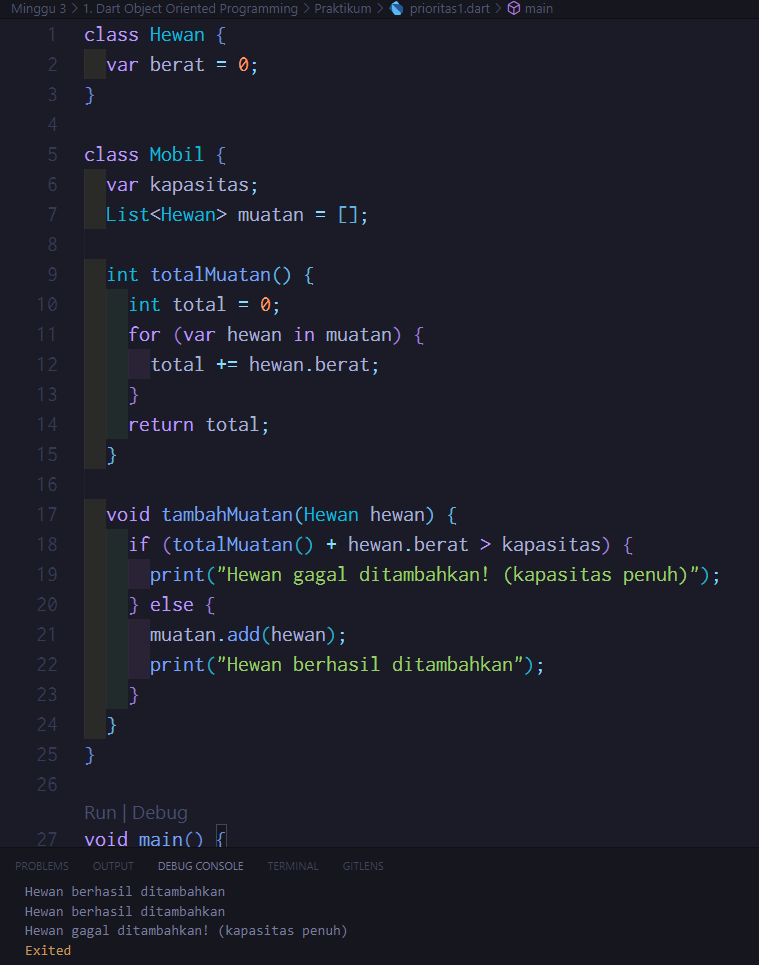 Minggu 3 > 1. Dart Object Oriented Programming > Praktikum > prioritas1.dart > main
1 class Hewan {
2 var berat = 0;
3 }
4
5 class Mobil {
6 var kapasitas;
7 List<Hewan> muatan = [];
8
9 int totalMuatan() {
10 int total = 0;
11 for (var hewan in muatan) {
12 total += hewan.berat;
13 }
14 return total;
15 }
16
17 void tambahMuatan(Hewan hewan) {
18 if (totalMuatan() + hewan.berat > kapasitas) {
19 print("Hewan gagal ditambahkan! (kapasitas penuh)");
20 } else {
21 muatan.add(hewan);
22 print("Hewan berhasil ditambahkan");
23 }
24 }
25 }
26
Run | Debug
27 void main() {
PROBLEMS OUTPUT DEBUG CONSOLE TERMINAL GITLENS
Hewan berhasil ditambahkan
Hewan berhasil ditambahkan
Hewan gagal ditambahkan! (kapasitas penuh)
Exited